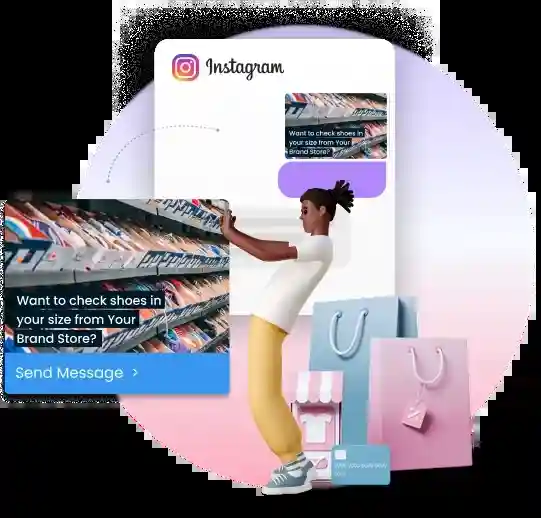 Instagram
Want to check shoes in
your size from Your
Brand Store?
Want to check shoes in
your size from Your
Brand Store?
Send Message >